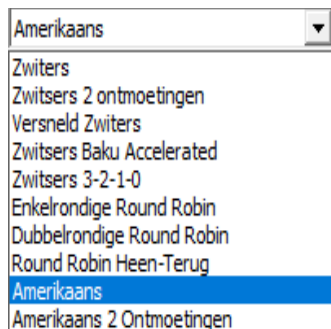 Amerikaans
Zwiters
Zwitsers 2 ontmoetingen
Versneld Zwiters
Zwitsers Baku Accelerated
Zwitsers 3-2-1-0
Enkelrondige Round Robin
Dubbelrondige Round Robin
Round Robin Heen-Terug
Amerikaans
Amerikaans 2 Ontmoetingen